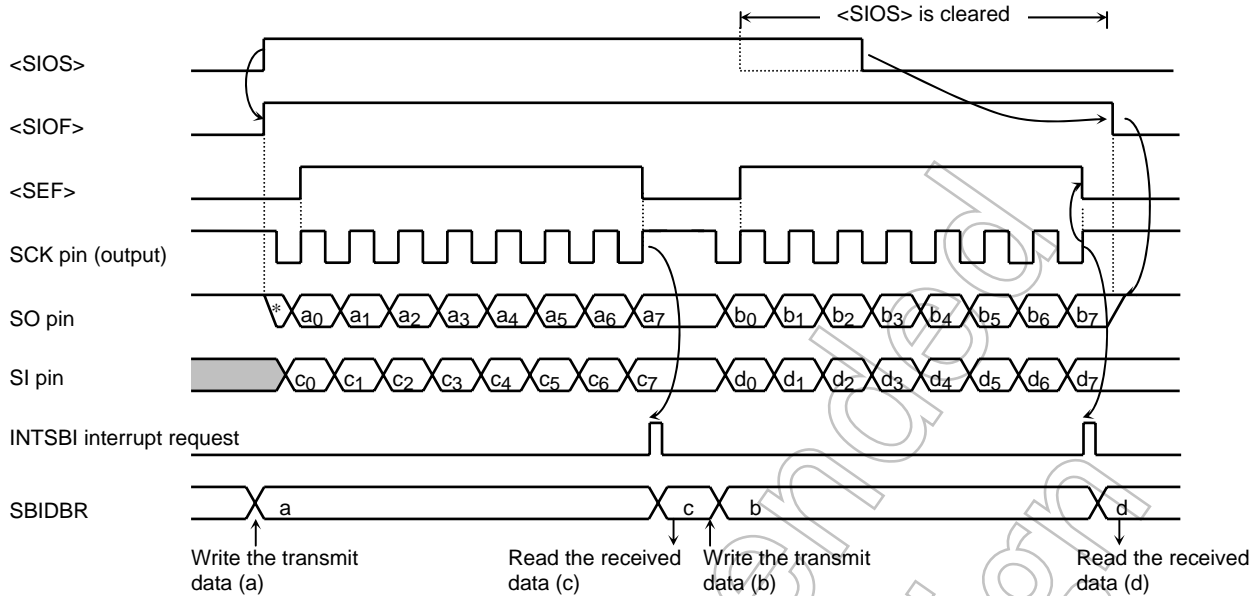 <SIOS> is cleared
<SIOS>
<SIOF>
<SEF>
SCK pin (output)
SO pin
* a0 a1 a2 a3 a4 a5 a6 a7 b0 b1 b2 b3 b4 b5 b6 b7
SI pin
c0 c1 c2 c3 c4 c5 c6 c7 d0 d1 d2 d3 d4 d5 d6 d7
INTSBI interrupt request
SBIDBR
a c b d
Write the transmit
data (a)
Read the received
data (c)
Write the transmit
data (b)
Read the received
data (d)